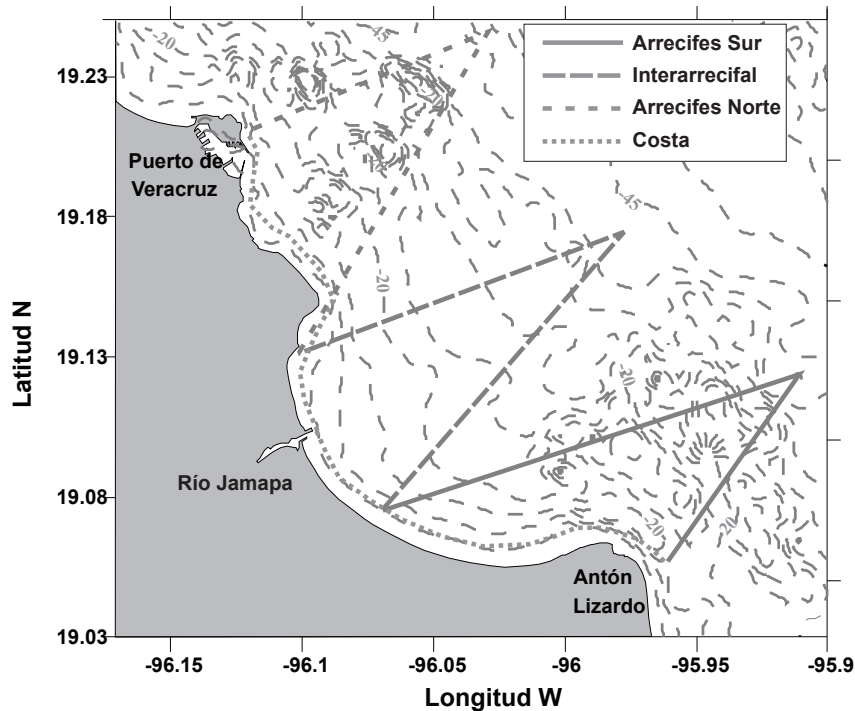 -20
-45
Arrecifes Sur
Interarrecifal
Arrecifes Norte
Costa
19.23
Puerto de
Veracruz
19.18
-45
-20
Latitud N
19.13
-20
Río Jamapa
19.08
-20
-20
Antón
Lizardo
19.03
-96.15
-96.1
-96.05
-96
-95.95
-95.9
Longitud W